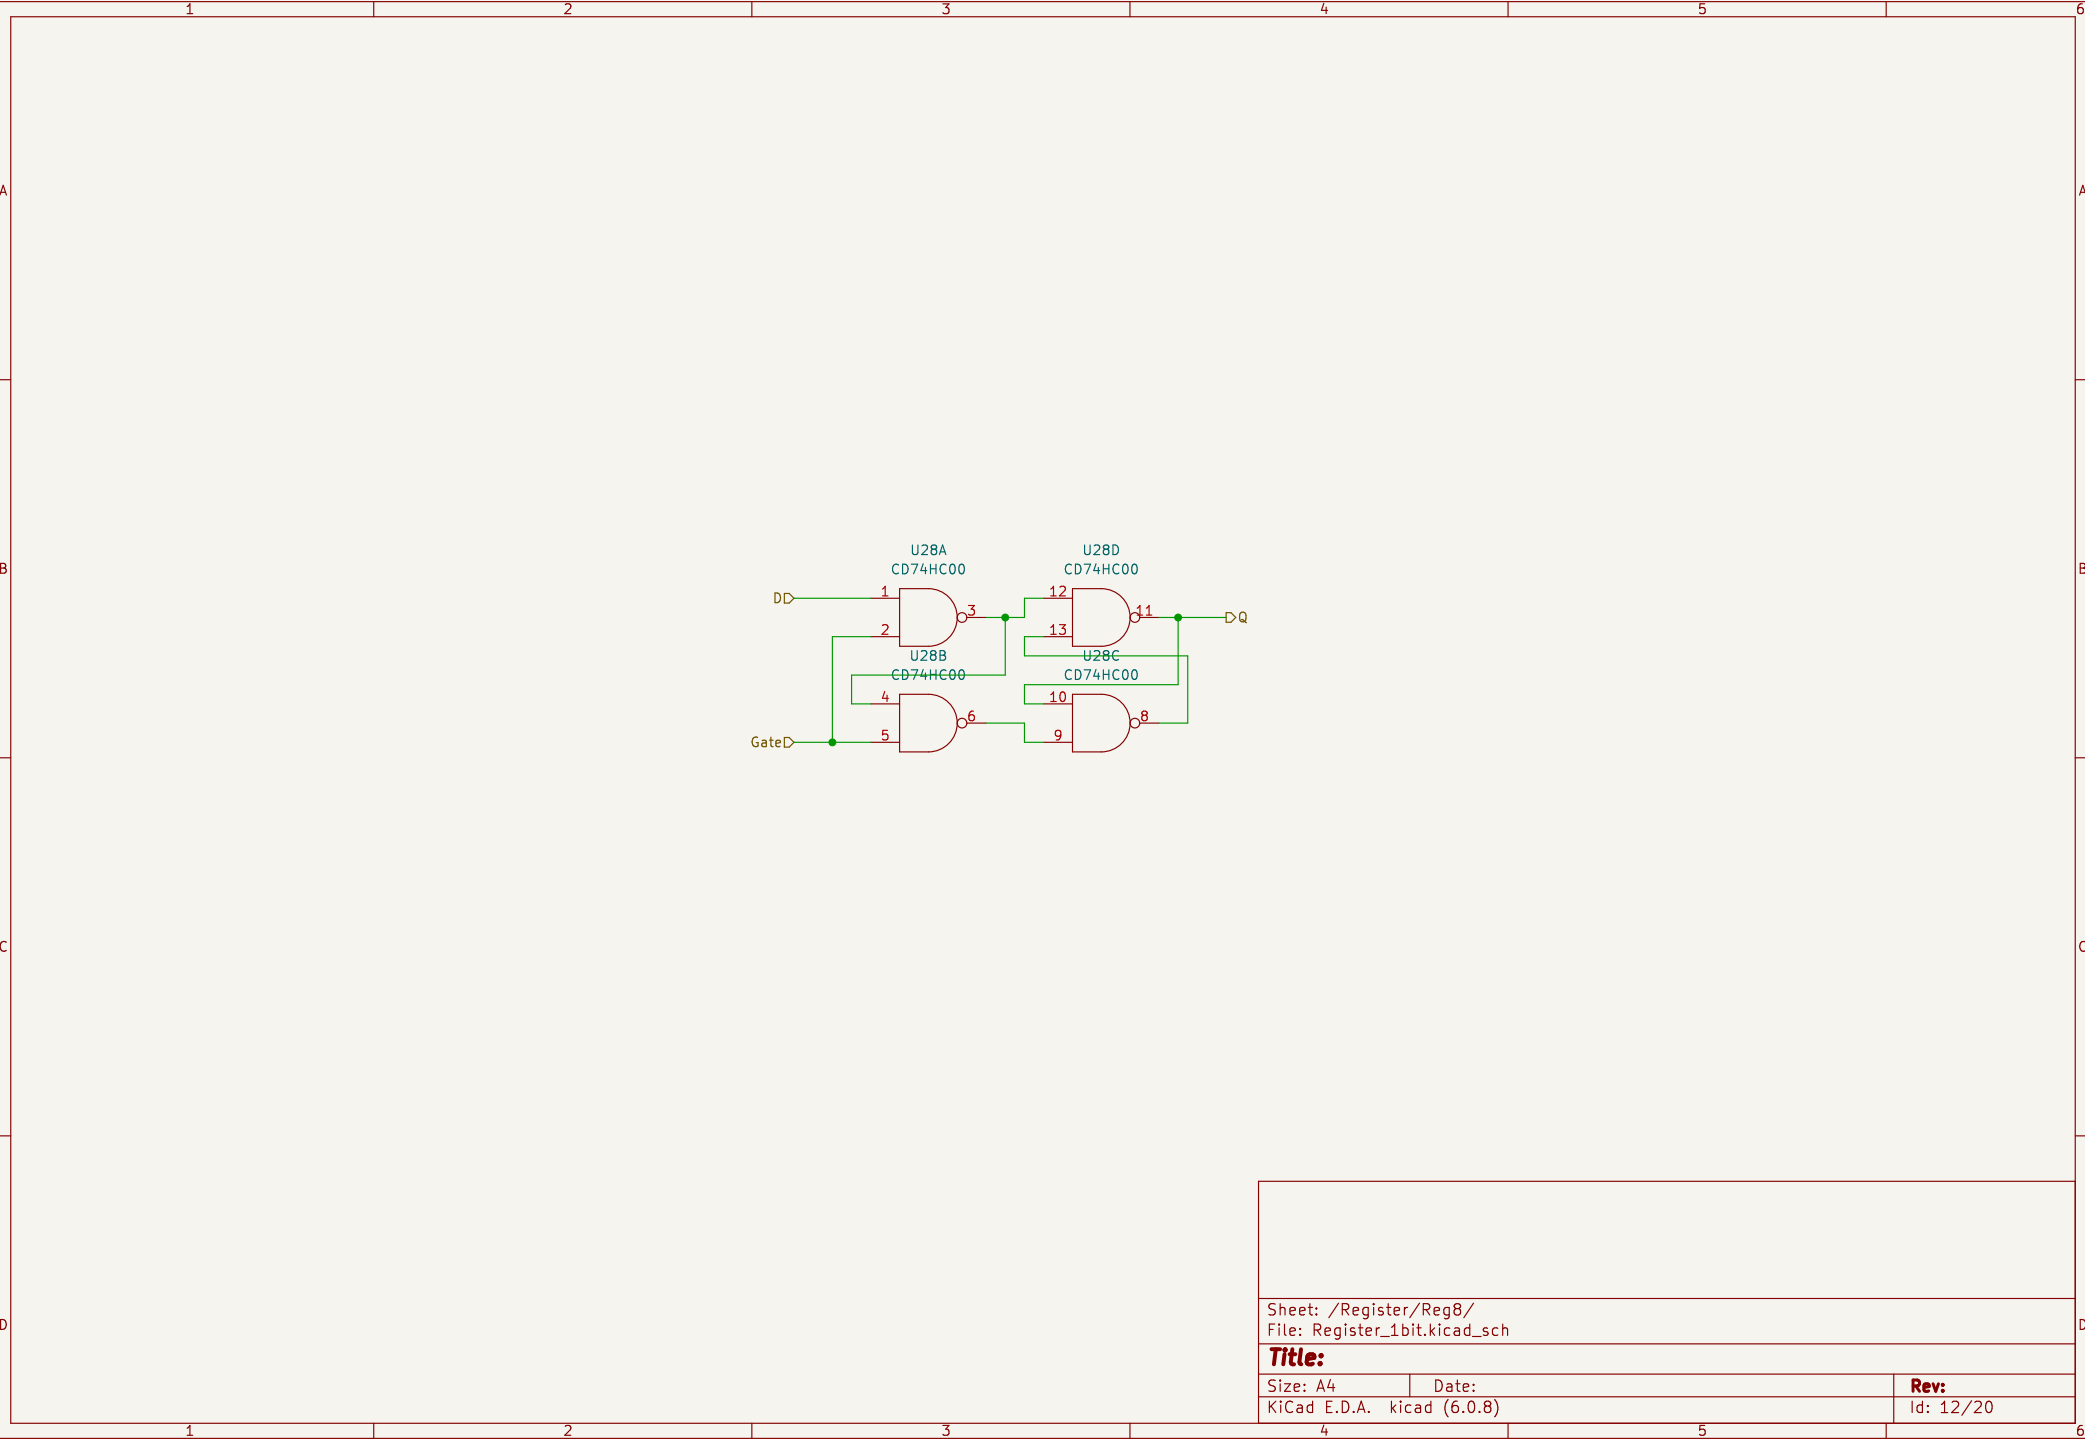 1 2 3 4 5 6
A A
B B
U28A U28D
CD74HC00 CD74HC00
D 1 12
3 11 Q
2 13
U28B U28C
CD74HC00 CD74HC00
4 10
6 8
Gate 5 9
C C
Sheet: /Register/Reg8/
File: Register_1bit.kicad_sch
D D
Title:
Size: A4 Date: Rev:
KiCad E.D.A. kicad (6.0.8) Id: 12/20
1 2 3 4 5 6